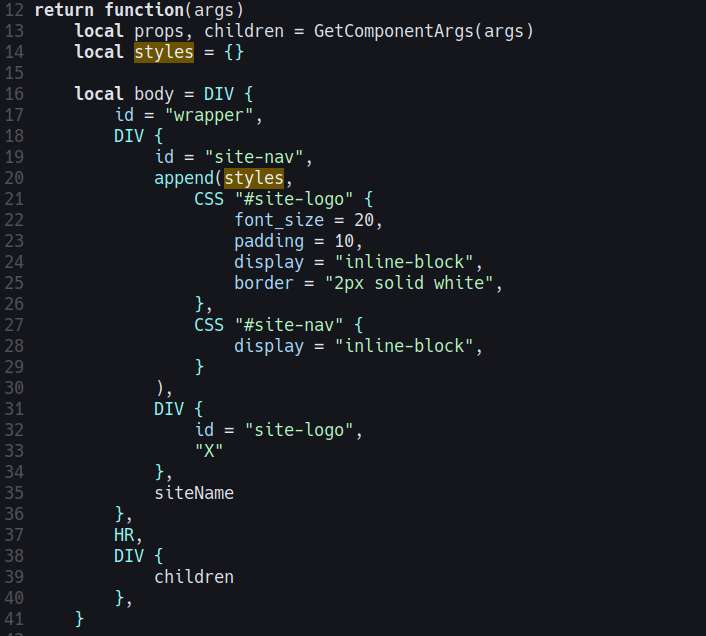 12 return function(args)
13     local props, children = GetComponentArgs(args)
14     local styles = {}
15
16     local body = DIV {
17         id = "wrapper",
18         DIV {
19             id = "site-nav",
20             append(styles,
21                 CSS "#site-logo" {
22                     font_size = 20,
23                     padding = 10,
24                     display = "inline-block",
25                     border = "2px solid white",
26                 },
27                 CSS "#site-nav" {
28                     display = "inline-block",
29                 }
30             ),
31             DIV {
32                 id = "site-logo",
33                 "X"
34             },
35             siteName
36         },
37         HR,
38         DIV {
39             children
40         },
41     }